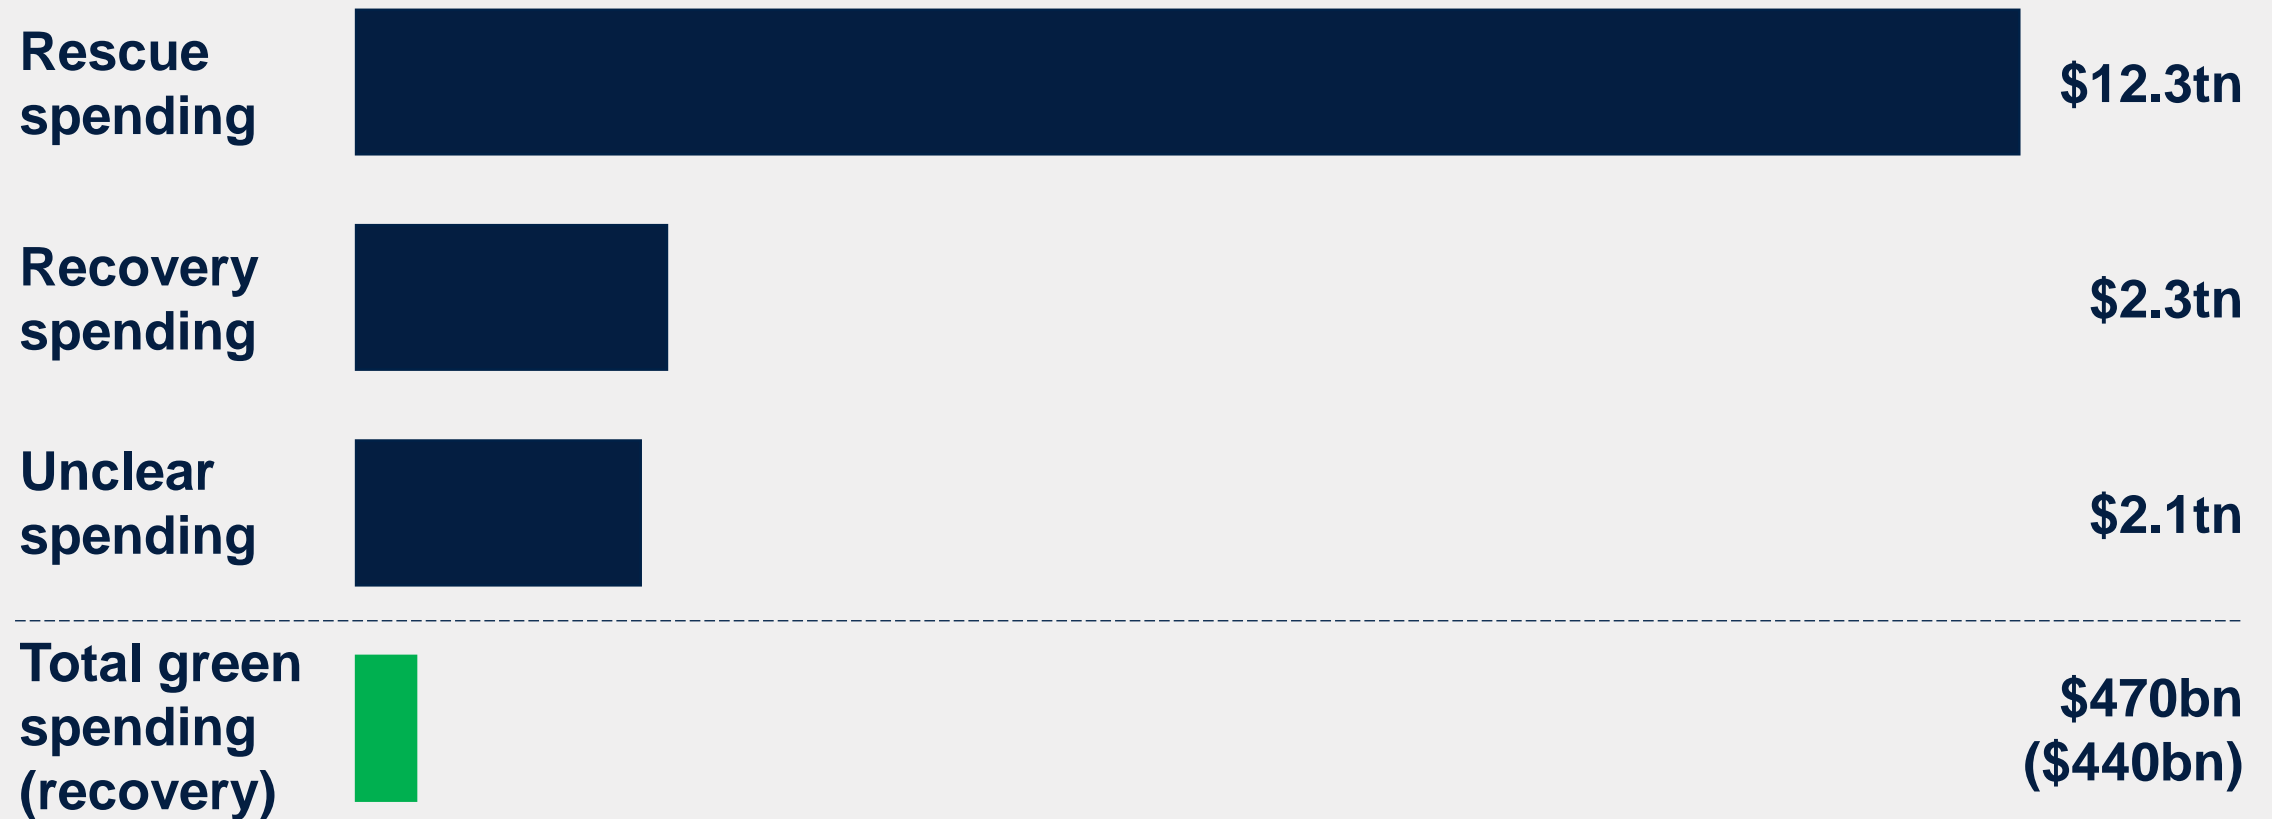 Rescue
spending
$12.3tn
Recovery
spending
$2.3tn
Unclear
spending
$2.1tn
Total green
spending
(recovery)
$470bn
($440bn)